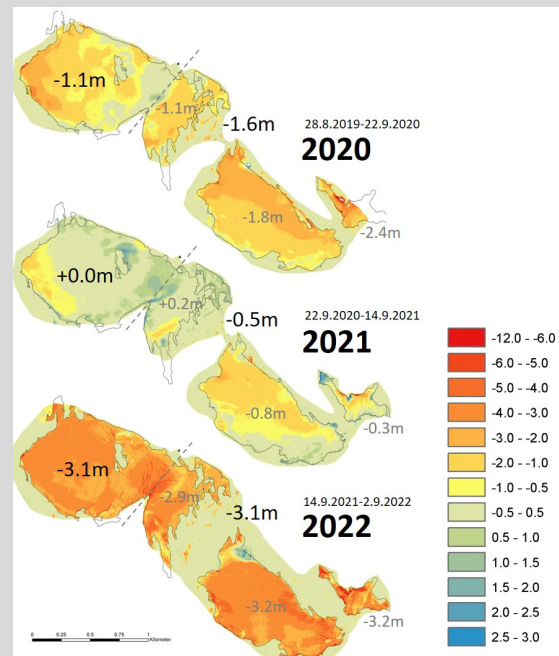 -1.1m
-1.1m
-1.6m
28.8.2019-22.9.2020
2020
-1.8m
-2.4m
+0.0m
+0.2m
22.9.2020-14.9.2021
-0.5m
2021
-0.8m
-0.3m
-3.1m
-2.9m
-3.1m
14.9.2021-2.9.2022
2022
-3.2m
-3.2m
-12.0 - -6.0
-6.0 - -5.0
-5.0 - -4.0
-4.0 - -3.0
-3.0 - -2.0
-2.0 - -1.0
-1.0 - -0.5
-0.5 - 0.5
0.5 - 1.0
1.0 - 1.5
1.5 - 2.0
2.0 - 2.5
2.5 - 3.0
0 0.25 0.5 0.75 1
Kilometer